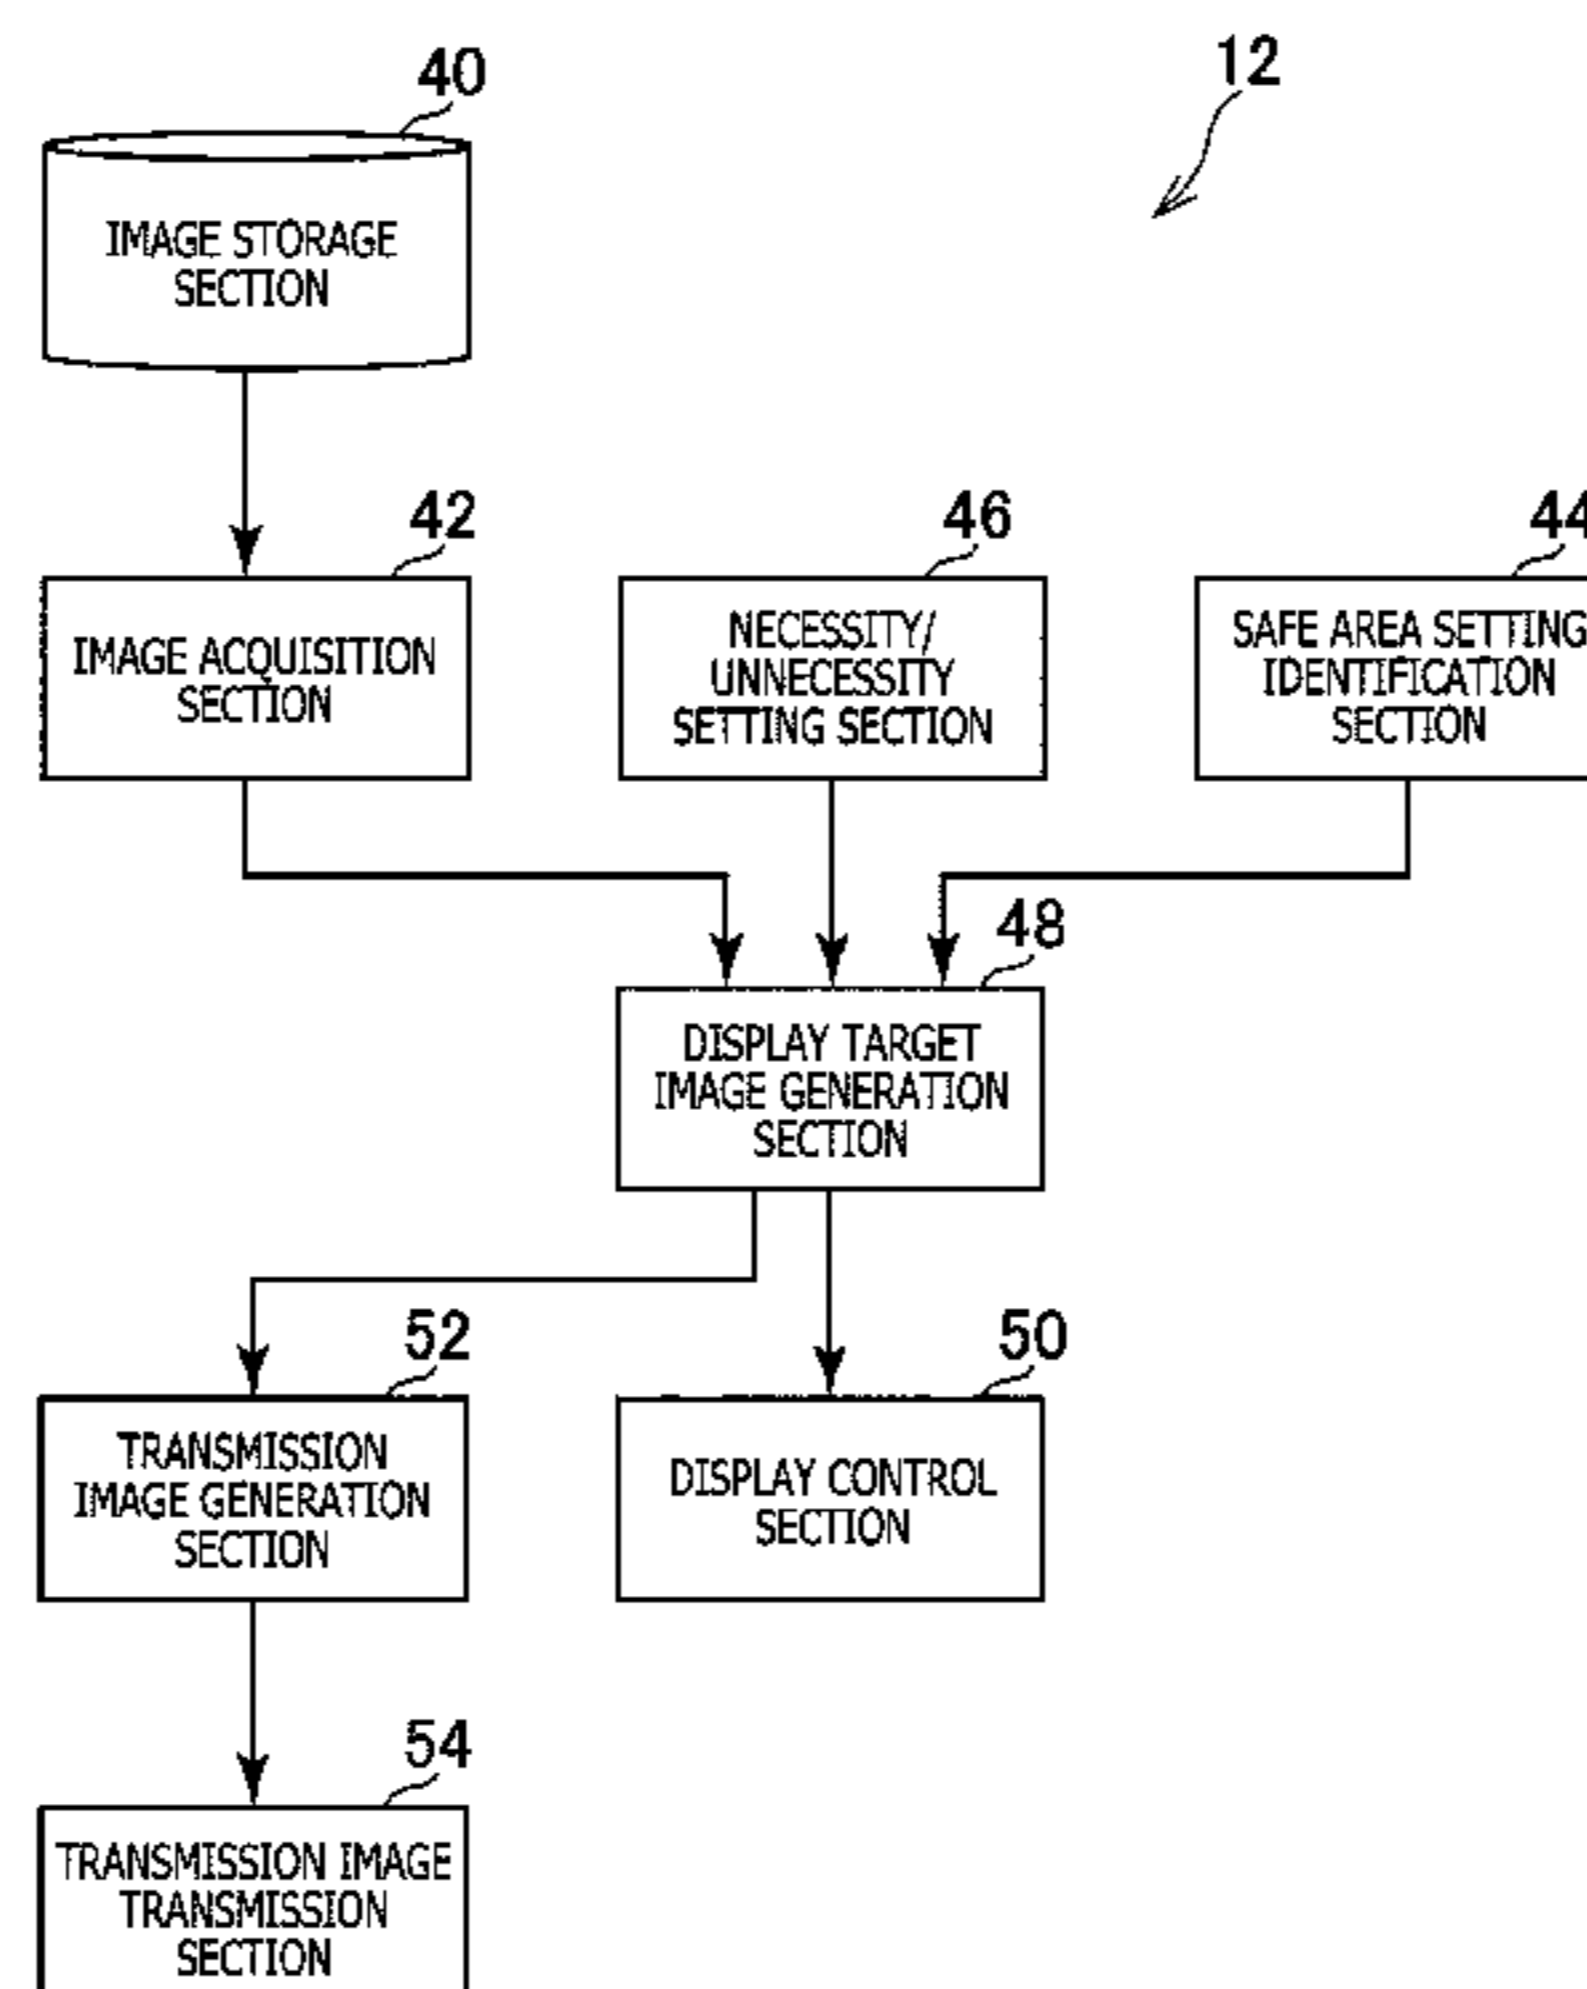 12
40
IMAGE STORAGE
SECTION
42
IMAGE ACQUISITION
SECTION
46
NECESSITY/
UNNECESSITY
SETTING SECTION
44
SAFE AREA SETTING
IDENTIFICATION
SECTION
48
DISPLAY TARGET
IMAGE GENERATION
SECTION
52
TRANSMISSION
IMAGE GENERATION
SECTION
50
DISPLAY CONTROL
SECTION
54
TRANSMISSION IMAGE
TRANSMISSION
SECTION